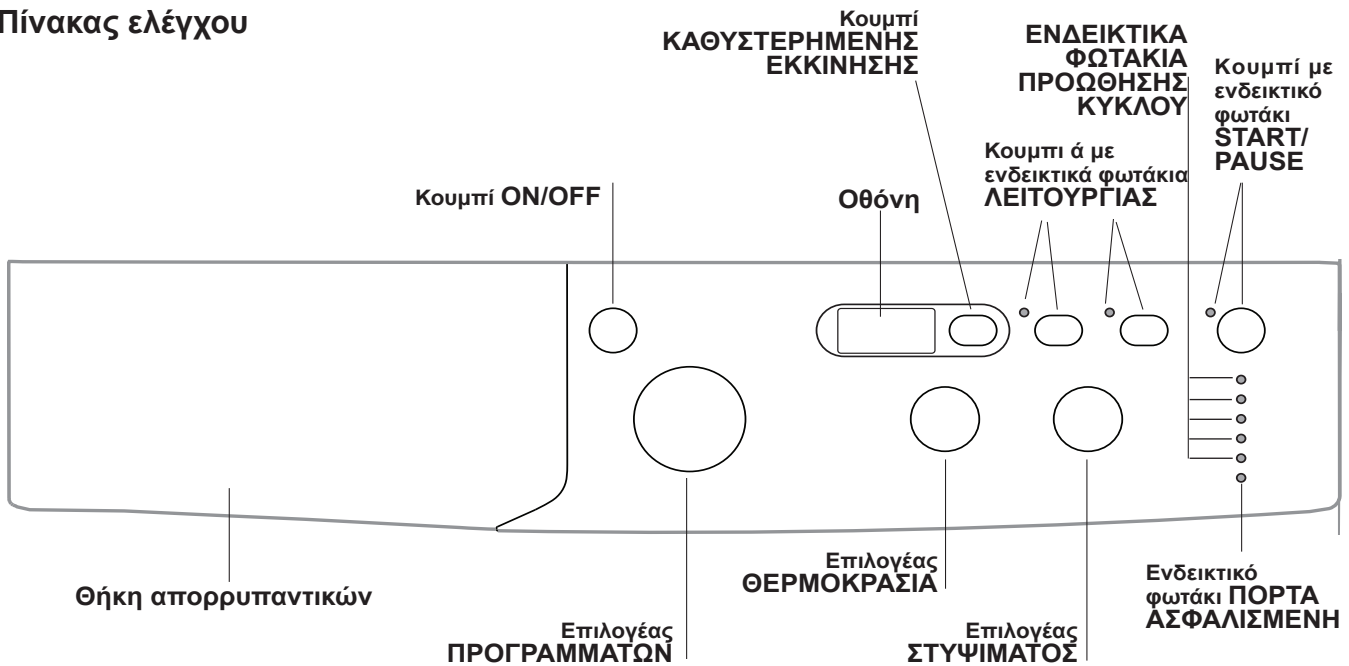 Πίνακας ελέγχου
Κουμπί
ΚΑΘΥΣΤΕΡΗΜΕΝΗΣ
ΕΚΚΙΝΗΣΗΣ
ΕΝΔΕΙΚΤΙΚΑ
ΦΩΤΑΚΙΑ
ΠΡΟΩΘΗΣΗΣ
ΚΥΚΛΟΥ
Κουμπί με
ενδεικτικό
φωτάκι
START/
PAUSE
Κουμπι ά με
ενδεικτικά φωτάκια
ΛΕΙΤΟΥΡΓΙΑΣ
Κουμπί ON/OFF
Οθόνη
Θήκη απορρυπαντικών
Επιλογέας
ΠΡΟΓΡΑΜΜΑΤΩΝ
Επιλογέας
ΘΕΡΜΟΚΡΑΣΙΑ
Επιλογέας
ΣΤΥΨΙΜΑΤΟΣ
Ενδεικτικό
φωτάκι ΠΟΡΤΑ
ΑΣΦΑΛΙΣΜΕΝΗ